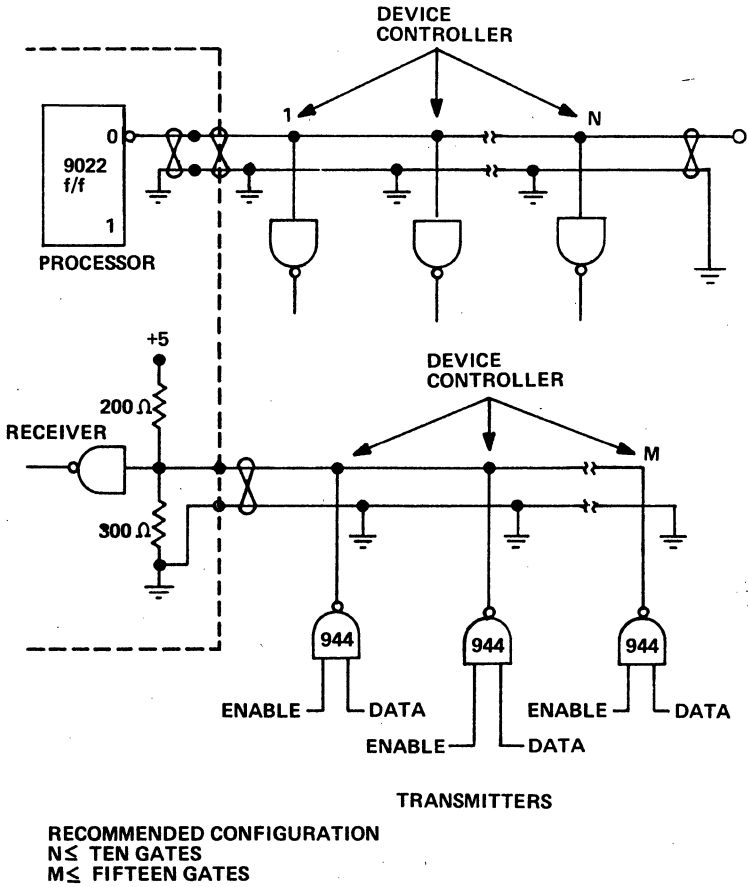 DEVICE
CONTROLLER
1
N
0
9022
f/f
1
PROCESSOR
+5
200 Ω
RECEIVER
300 Ω
DEVICE
CONTROLLER
M
944
944
944
ENABLE
DATA
ENABLE
DATA
ENABLE
DATA
TRANSMITTERS
RECOMMENDED CONFIGURATION
N≤ TEN GATES
M≤ FIFTEEN GATES